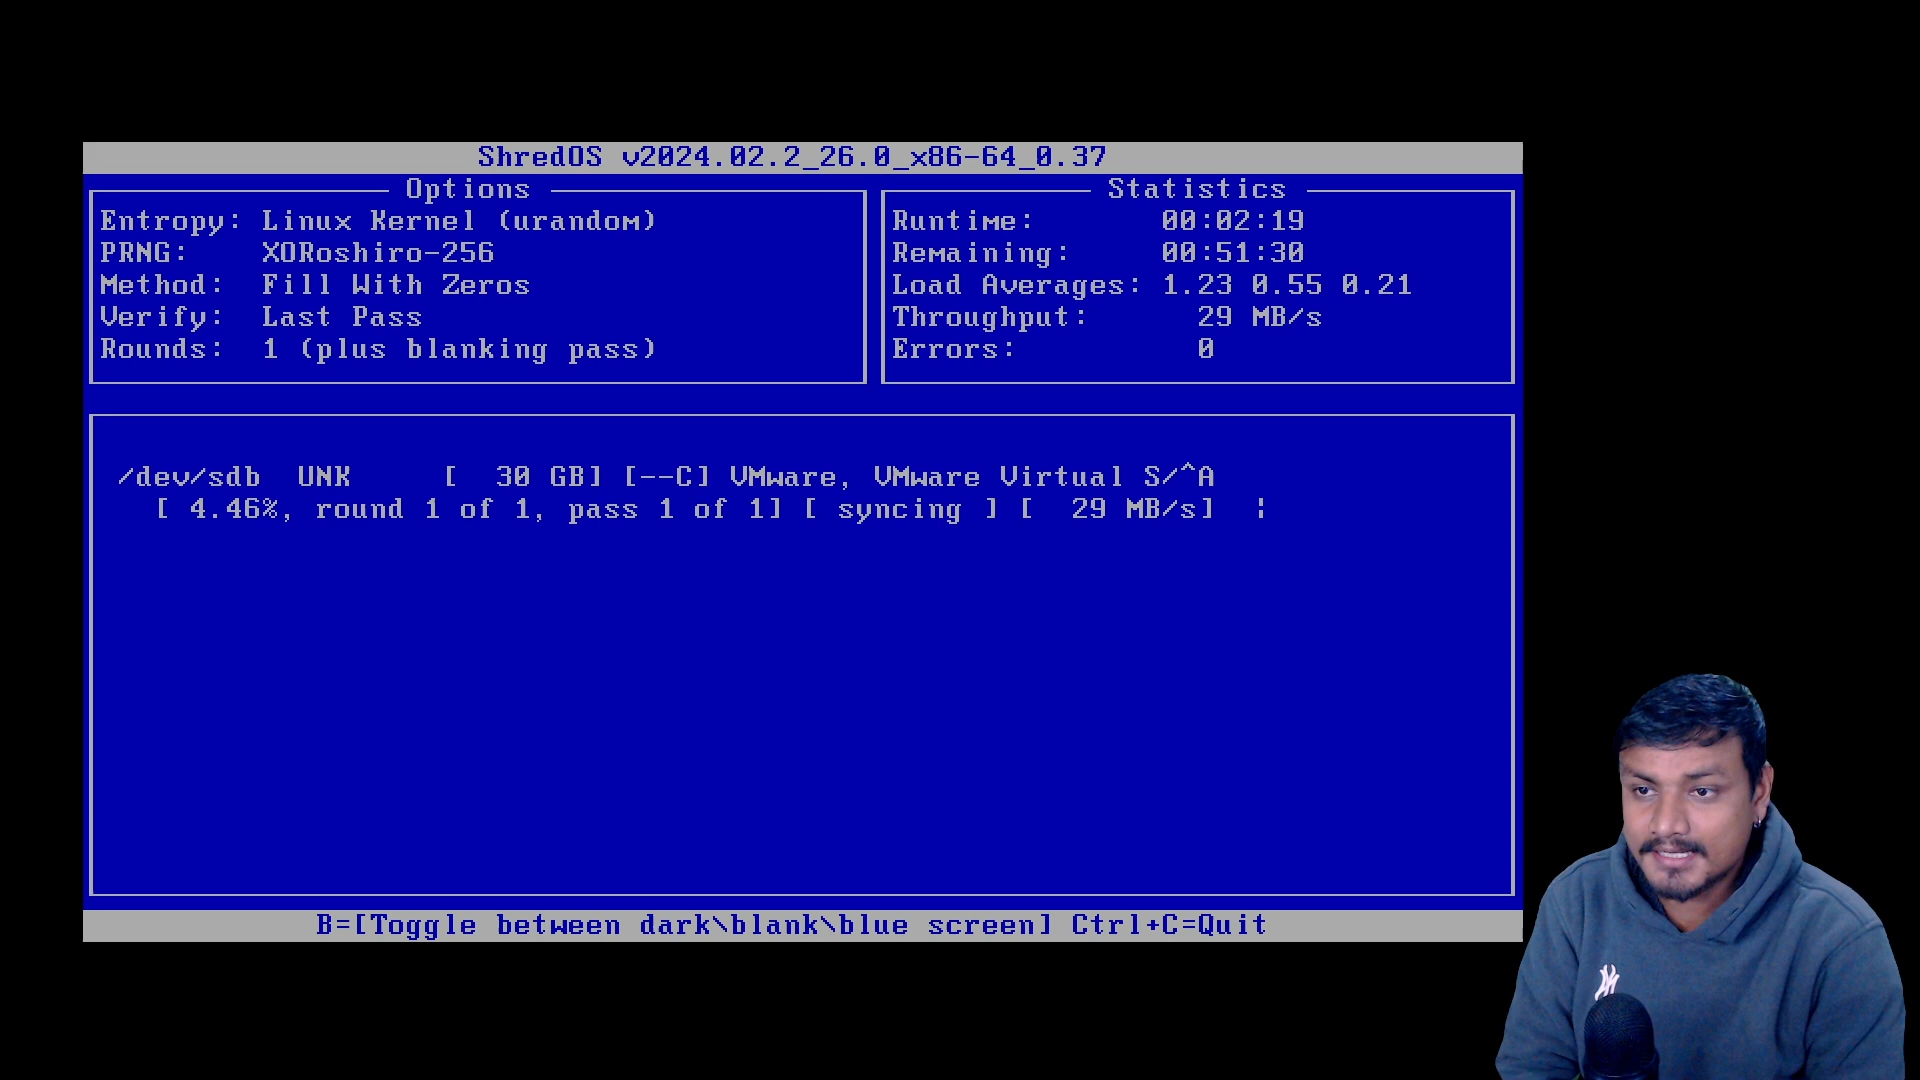 ShredOS v2024.02.2_26.0_x86-64_0.37
Options
Entropy: Linux Kernel (urandom)
PRNG: XORoshiro-256
Method: Fill With Zeros
Verify: Last Pass
Rounds: 1 (plus blanking pass)
Statistics
Runtime: 00:02:19
Remaining: 00:51:30
Load Averages: 1.23 0.55 0.21
Throughput: 29 MB/s
Errors: 0
/dev/sdb UNK [ 30 GB] [--C] VMware, VMware Virtual S/^A
[ 4.46%, round 1 of 1, pass 1 of 1] [ syncing ] [ 29 MB/s] ¦
B=[Toggle between dark\blank\blue screen] Ctrl+C=Quit